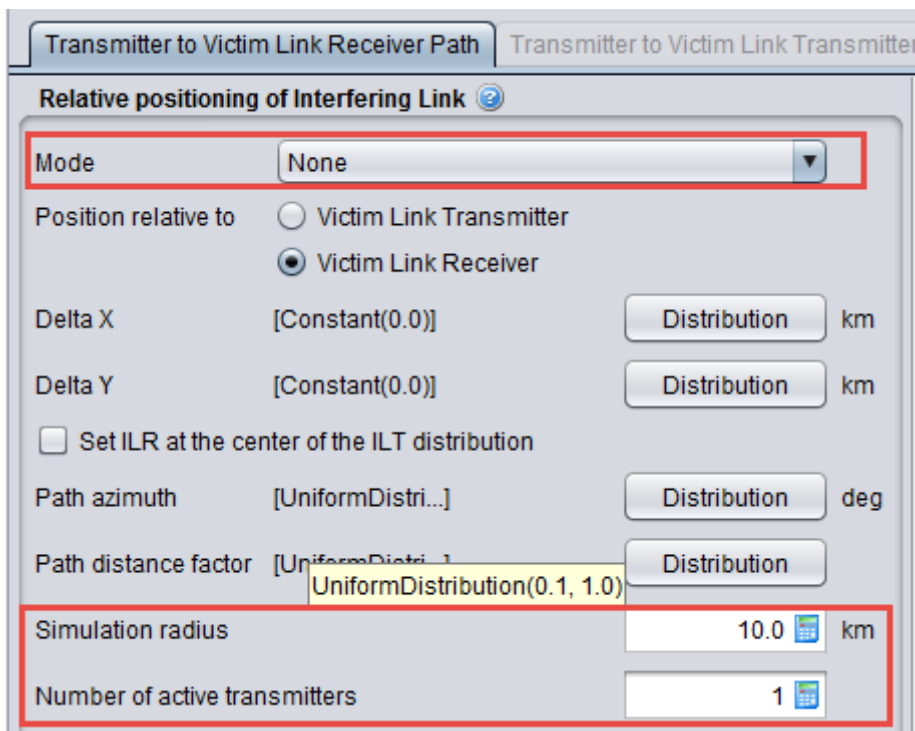 Transmitter to Victim Link Receiver Path Transmitter to Victim Link Transmitter
Relative positioning of Interfering Link
Mode None
Position relative to Victim Link Transmitter
Victim Link Receiver
Delta X [Constant(0.0)] Distribution km
Delta Y [Constant(0.0)] Distribution km
Set ILR at the center of the ILT distribution
Path azimuth [UniformDistri...] Distribution deg
Path distance factor [UniformDistri...] Distribution
UniformDistribution(0.1, 1.0)
Simulation radius 10.0 km
Number of active transmitters 1